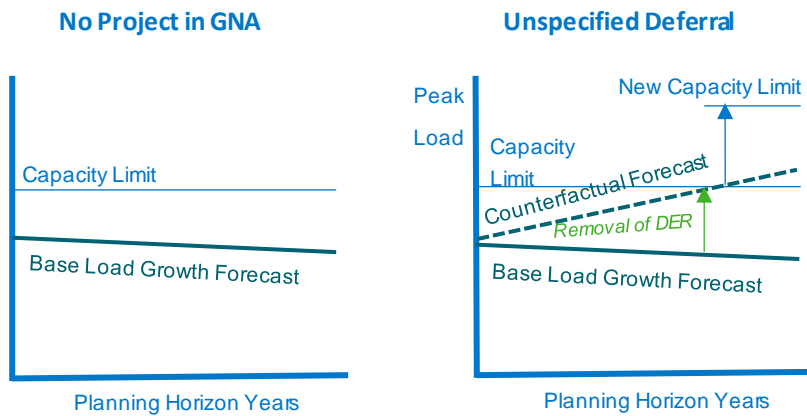 No Project in GNA
Capacity Limit
Base Load Growth Forecast
Planning Horizon Years
Unspecified Deferral
Peak
Load
New Capacity Limit
Capacity
Limit
Counterfactual Forecast
Removal of DER
Base Load Growth Forecast
Planning Horizon Years